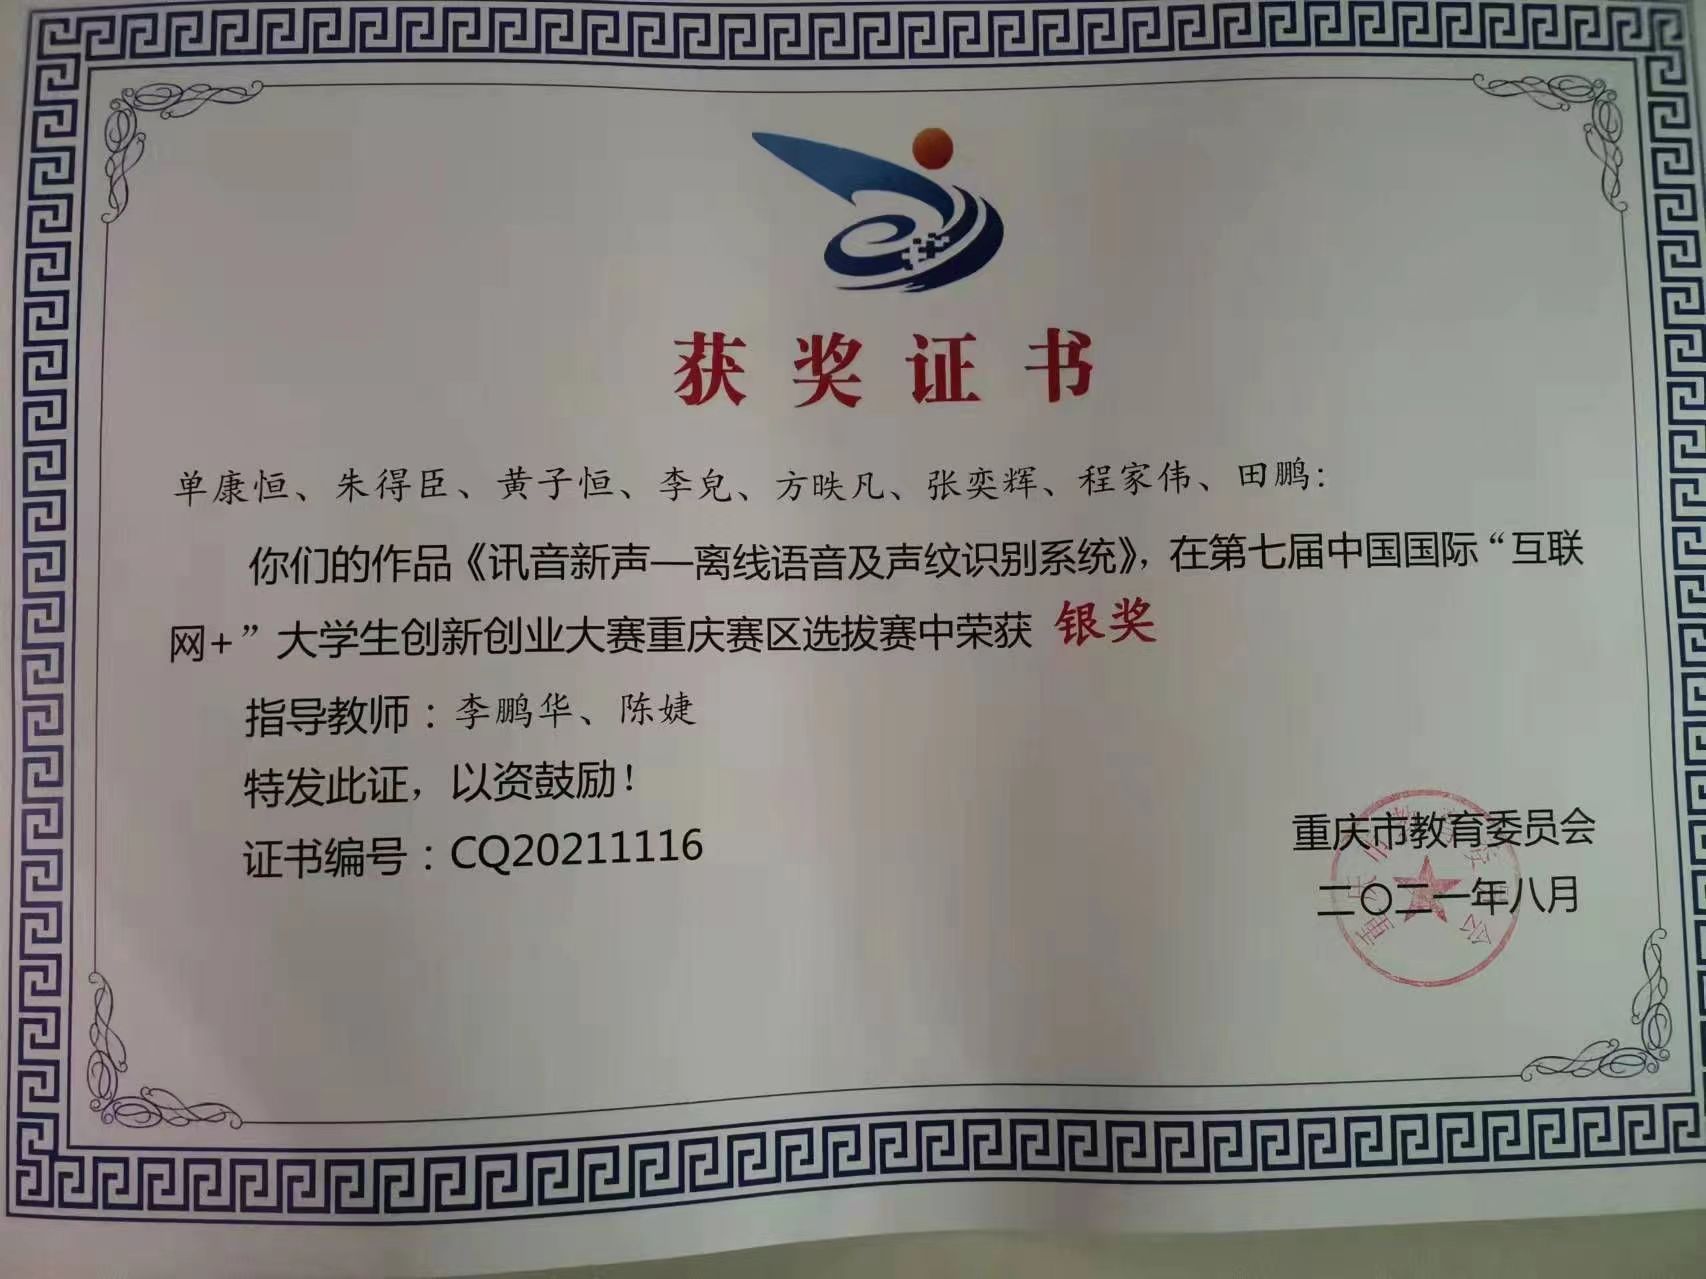 获奖证书
单康恒、朱得臣、黄子恒、李皃、方昳凡、张奕辉、程家伟、田鹏:
你们的作品《讯音新声—离线语音及声纹识别系统》，在第七届中国国际“互联
网+”大学生创新创业大赛重庆赛区选拔赛中荣获 银奖
指导教师：李鹏华、陈婕
特发此证，以资鼓励！
证书编号：CQ20211116
重庆市教育委员会
二〇二一年八月